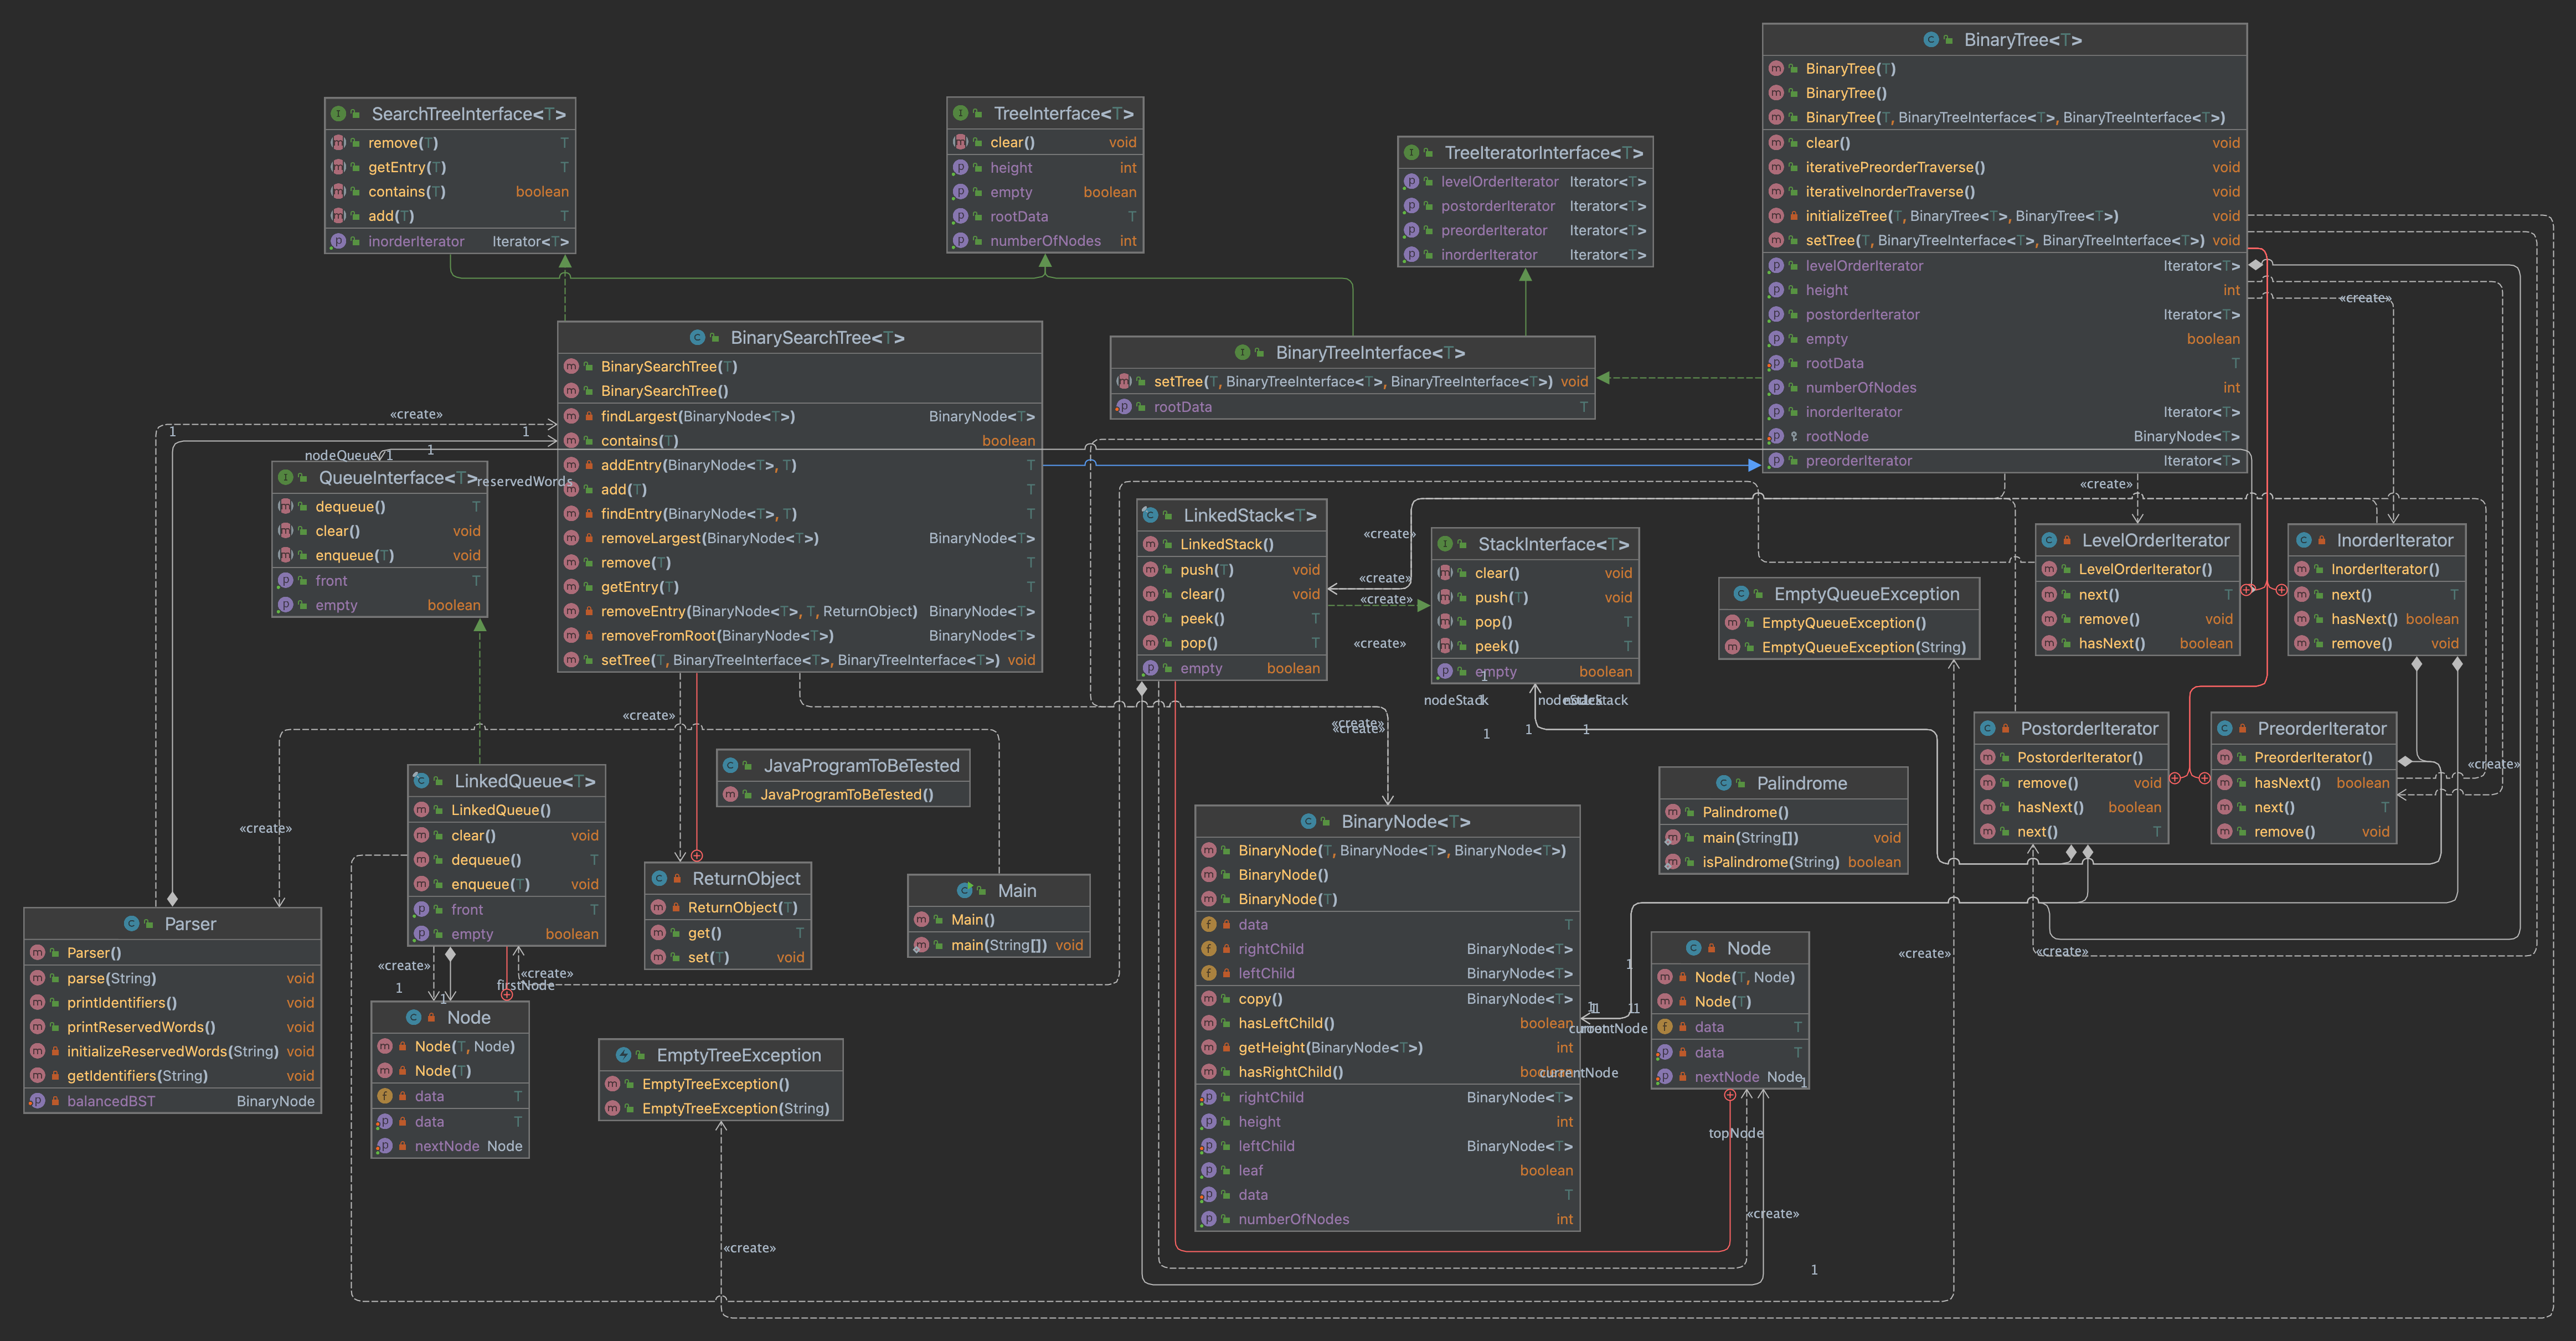 BinaryTree<T>
BinaryTree(T)
BinaryTree()
BinaryTree(T, BinaryTreeInterface<T>, BinaryTreeInterface<T>)
clear() void
iterativePreorderTraverse() void
iterativeInorderTraverse() void
initializeTree(T, BinaryTree<T>, BinaryTree<T>) void
setTree(T, BinaryTreeInterface<T>, BinaryTreeInterface<T>) void
levelOrderIterator Iterator<T>
height int
postorderIterator Iterator<T>
empty boolean
rootData T
numberOfNodes int
inorderIterator Iterator<T>
rootNode BinaryNode<T>
preorderIterator Iterator<T>
SearchTreeInterface<T>
remove(T) T
getEntry(T) T
contains(T) boolean
add(T) T
inorderIterator Iterator<T>
TreeInterface<T>
clear() void
height int
empty boolean
rootData T
numberOfNodes int
TreeIteratorInterface<T>
levelOrderIterator Iterator<T>
postorderIterator Iterator<T>
preorderIterator Iterator<T>
inorderIterator Iterator<T>
«create»
BinarySearchTree<T>
BinarySearchTree(T)
BinarySearchTree()
findLargest(BinaryNode<T>) BinaryNode<T>
contains(T) boolean
addEntry(BinaryNode<T>, T) T
add(T) T
findEntry(BinaryNode<T>, T) T
removeLargest(BinaryNode<T>) BinaryNode<T>
remove(T) T
getEntry(T) T
removeEntry(BinaryNode<T>, T, ReturnObject) BinaryNode<T>
removeFromRoot(BinaryNode<T>) BinaryNode<T>
setTree(T, BinaryTreeInterface<T>, BinaryTreeInterface<T>) void
BinaryTreeInterface<T>
setTree(T, BinaryTreeInterface<T>, BinaryTreeInterface<T>) void
rootData T
«create»
1
1
1
nodeQueue
1
reservedWords
QueueInterface<T>
dequeue() T
clear() void
enqueue(T) void
front T
empty boolean
LinkedStack<T>
LinkedStack()
push(T) void
clear() void
peek() T
pop() T
empty boolean
«create»
«create»
«create»
«create»
StackInterface<T>
clear() void
push(T) void
pop() T
peek() T
empty boolean
1
nodeStack
1
nodeStack
nodeStack
1
1
1
EmptyQueueException
EmptyQueueException()
EmptyQueueException(String)
«create»
LevelOrderIterator
LevelOrderIterator()
next() T
remove() void
hasNext() boolean
InorderIterator
InorderIterator()
next() T
hasNext() boolean
remove() void
PostorderIterator
PostorderIterator()
remove() void
hasNext() boolean
next() T
PreorderIterator
PreorderIterator()
hasNext() boolean
next() T
remove() void
«create»
«create»
«create»
«create»
«create»
LinkedQueue<T>
LinkedQueue()
clear() void
dequeue() T
enqueue(T) void
front T
empty boolean
JavaProgramToBeTested
JavaProgramToBeTested()
«create»
ReturnObject
ReturnObject(T)
get() T
set(T) void
Main
Main()
main(String[]) void
Palindrome
Palindrome()
main(String[]) void
isPalindrome(String) boolean
BinaryNode<T>
BinaryNode(T, BinaryNode<T>, BinaryNode<T>)
BinaryNode()
BinaryNode(T)
data T
rightChild BinaryNode<T>
leftChild BinaryNode<T>
copy() BinaryNode<T>
hasLeftChild() boolean
getHeight(BinaryNode<T>) int
hasRightChild() boolean
rightChild BinaryNode<T>
height int
leftChild BinaryNode<T>
leaf boolean
data T
numberOfNodes int
Parser
Parser()
parse(String) void
printIdentifiers() void
printReservedWords() void
initializeReservedWords(String) void
getIdentifiers(String) void
balancedBST BinaryNode
«create»
«create»
firstNode
1
1
Node
Node(T, Node)
Node(T)
data T
data T
nextNode Node
EmptyTreeException
EmptyTreeException()
EmptyTreeException(String)
«create»
1
1
1
1
1
currentNode
currentNode
Node
Node(T, Node)
Node(T)
data T
data T
nextNode Node
1
topNode
«create»
1
«create»